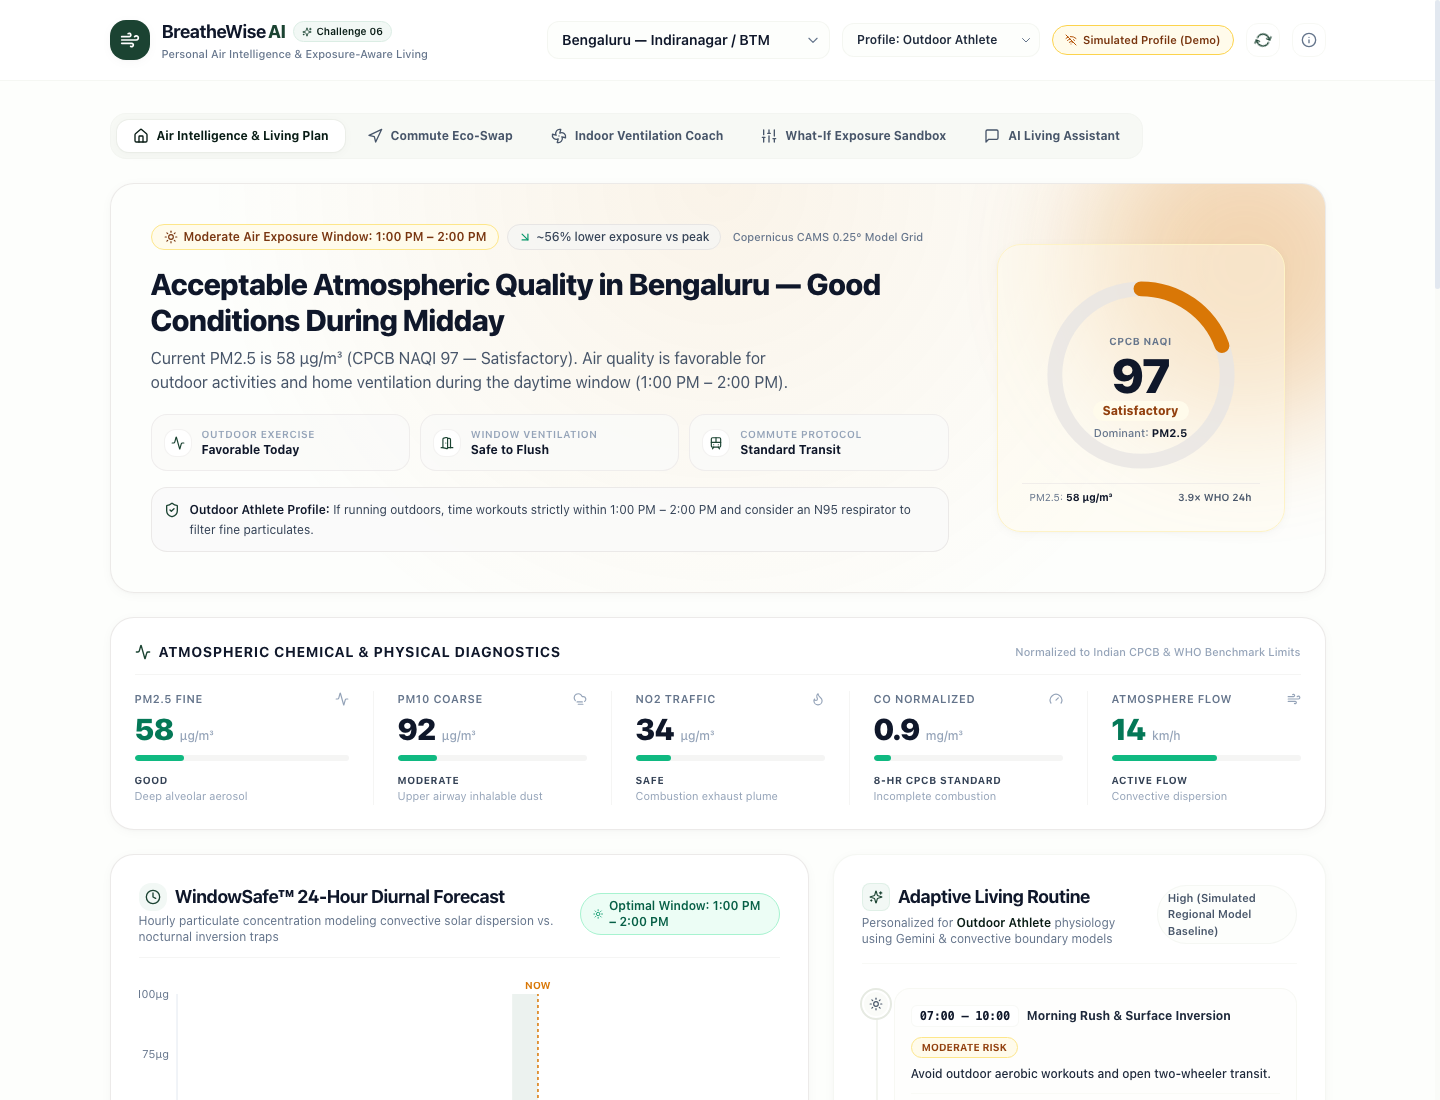 BreatheWise AI
Challenge 06
Personal Air Intelligence & Exposure-Aware Living
Bengaluru — Indiranagar / BTM
Profile: Outdoor Athlete
Simulated Profile (Demo)
Air Intelligence & Living Plan
Commute Eco-Swap
Indoor Ventilation Coach
What-If Exposure Sandbox
AI Living Assistant
Moderate Air Exposure Window: 1:00 PM – 2:00 PM
~56% lower exposure vs peak
Copernicus CAMS 0.25° Model Grid
Acceptable Atmospheric Quality in Bengaluru — Good
Conditions During Midday
Current PM2.5 is 58 µg/m³ (CPCB NAQI 97 — Satisfactory). Air quality is favorable for
outdoor activities and home ventilation during the daytime window (1:00 PM – 2:00 PM).
OUTDOOR EXERCISE
Favorable Today
WINDOW VENTILATION
Safe to Flush
COMMUTE PROTOCOL
Standard Transit
Outdoor Athlete Profile: If running outdoors, time workouts strictly within 1:00 PM – 2:00 PM and consider an N95 respirator to
filter fine particulates.
CPCB NAQI
97
Satisfactory
Dominant: PM2.5
PM2.5: 58 µg/m³
3.9× WHO 24h
ATMOSPHERIC CHEMICAL & PHYSICAL DIAGNOSTICS
Normalized to Indian CPCB & WHO Benchmark Limits
PM2.5 FINE
58 µg/m³
GOOD
Deep alveolar aerosol
PM10 COARSE
92 µg/m³
MODERATE
Upper airway inhalable dust
NO2 TRAFFIC
34 µg/m³
SAFE
Combustion exhaust plume
CO NORMALIZED
0.9 mg/m³
8-HR CPCB STANDARD
Incomplete combustion
ATMOSPHERE FLOW
14 km/h
ACTIVE FLOW
Convective dispersion
WindowSafe™ 24-Hour Diurnal Forecast
Hourly particulate concentration modeling convective solar dispersion vs.
nocturnal inversion traps
Optimal Window: 1:00 PM
– 2:00 PM
NOW
100µg
75µg
Adaptive Living Routine
Personalized for Outdoor Athlete physiology
using Gemini & convective boundary models
High (Simulated
Regional Model
Baseline)
07:00 – 10:00
Morning Rush & Surface Inversion
MODERATE RISK
Avoid outdoor aerobic workouts and open two-wheeler transit.